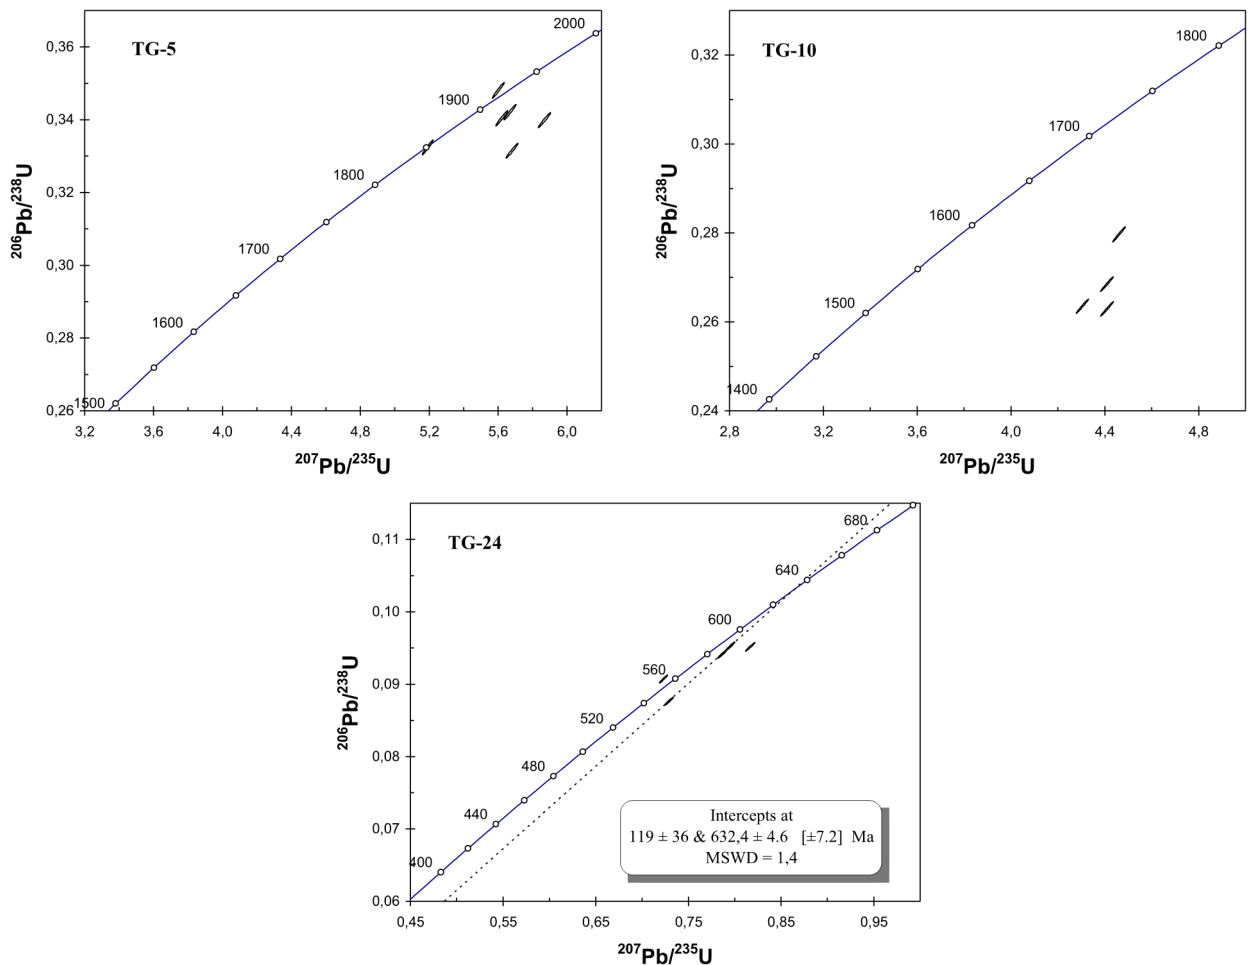 TG-5
2000
1900
1800
1700
1600
1500
0,36
0,34
0,32
0,30
0,28
0,26
3,2 3,6 4,0 4,4 4,8 5,2 5,6 6,0
206Pb/238U
207Pb/235U
TG-10
1800
1700
1600
1500
1400
0,32
0,30
0,28
0,26
0,24
2,8 3,2 3,6 4,0 4,4 4,8
206Pb/238U
207Pb/235U
TG-24
680
640
600
560
520
480
440
400
0,11
0,10
0,09
0,08
0,07
0,06
0,45 0,55 0,65 0,75 0,85 0,95
206Pb/238U
207Pb/235U
Intercepts at
119 ± 36 & 632,4 ± 4.6 [±7.2] Ma
MSWD = 1,4